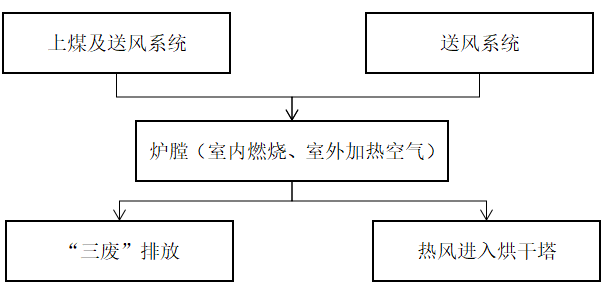 上煤及送风系统
送风系统
炉膛（室内燃烧、室外加热空气）
“三废”排放
热风进入烘干塔